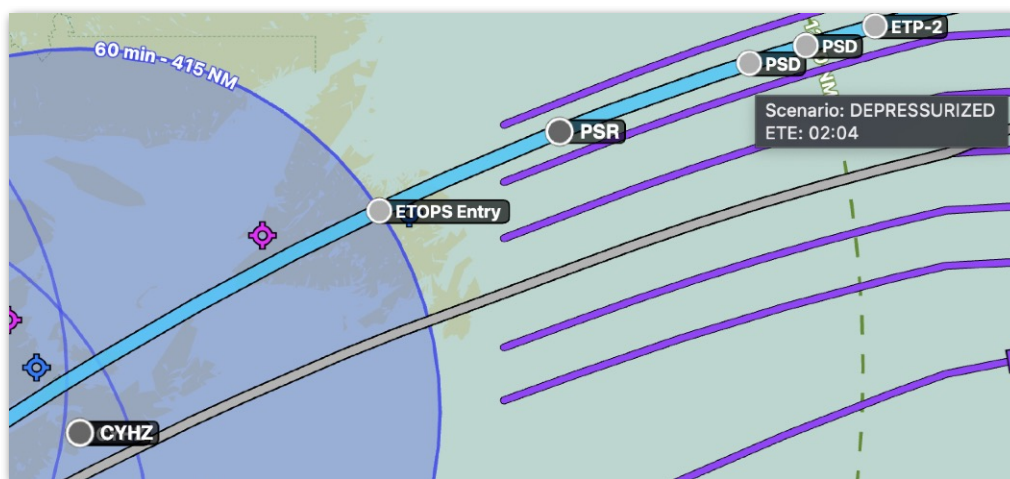 60 min - 415 NM
ETP-2
PSD
PSD
Scenario: DEPRESSURIZED
ETE: 02:04
PSR
ETOPS Entry
CYHZ